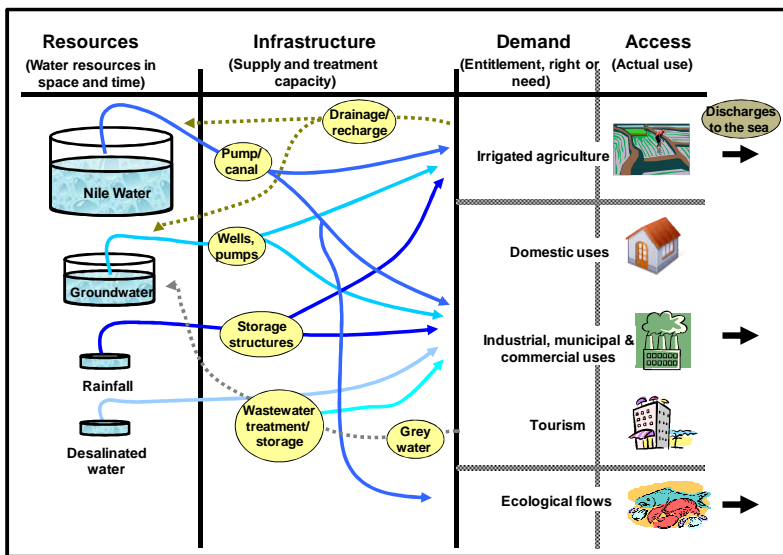 Resources
(Water resources in
space and time)
Infrastructure
(Supply and treatment
capacity)
Demand
(Entitlement, right or
need)
Access
(Actual use)
Drainage/
recharge
Discharges
to the sea
Pump/
canal
Nile Water
Irrigated agriculture
Wells,
pumps
Domestic uses
Groundwater
Storage
structures
Industrial, municipal &
commercial uses
Rainfall
Wastewater
treatment/
storage
Grey
water
Tourism
Desalinated
water
Ecological flows